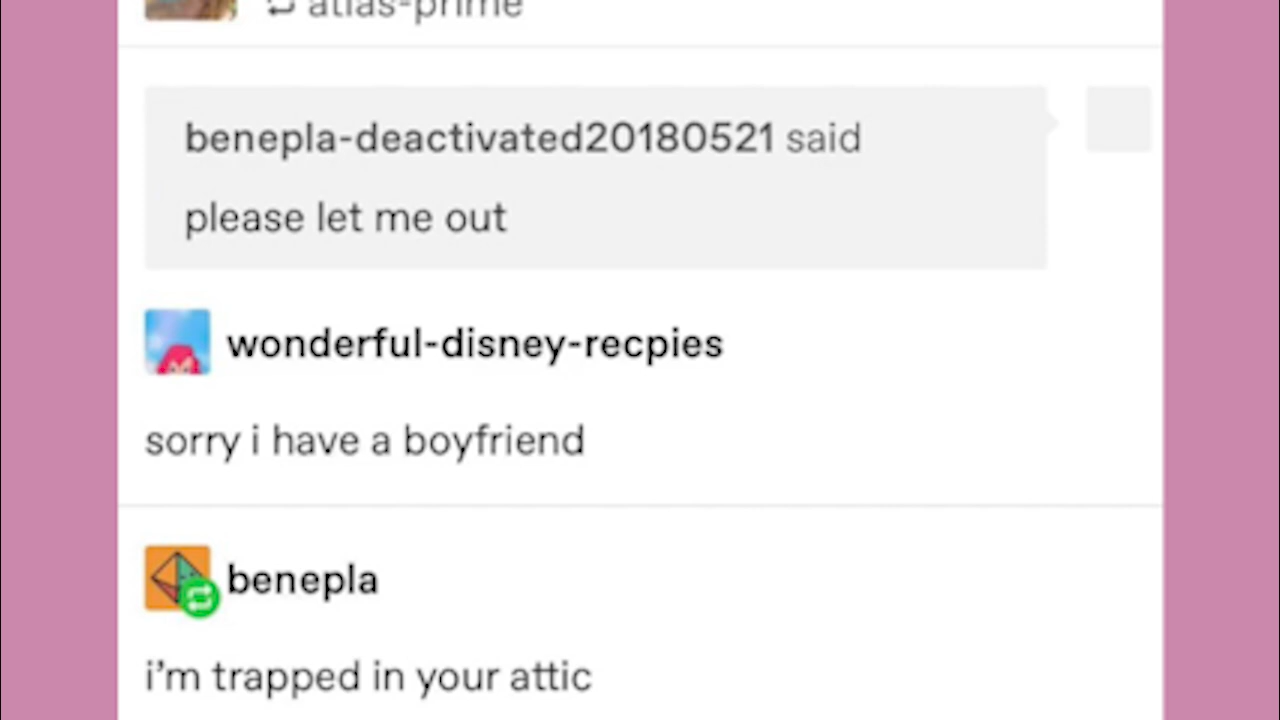 atlas-prime
benepla-deactivated20180521 said
please let me out
wonderful-disney-recpies
sorry i have a boyfriend
benepla
i’m trapped in your attic